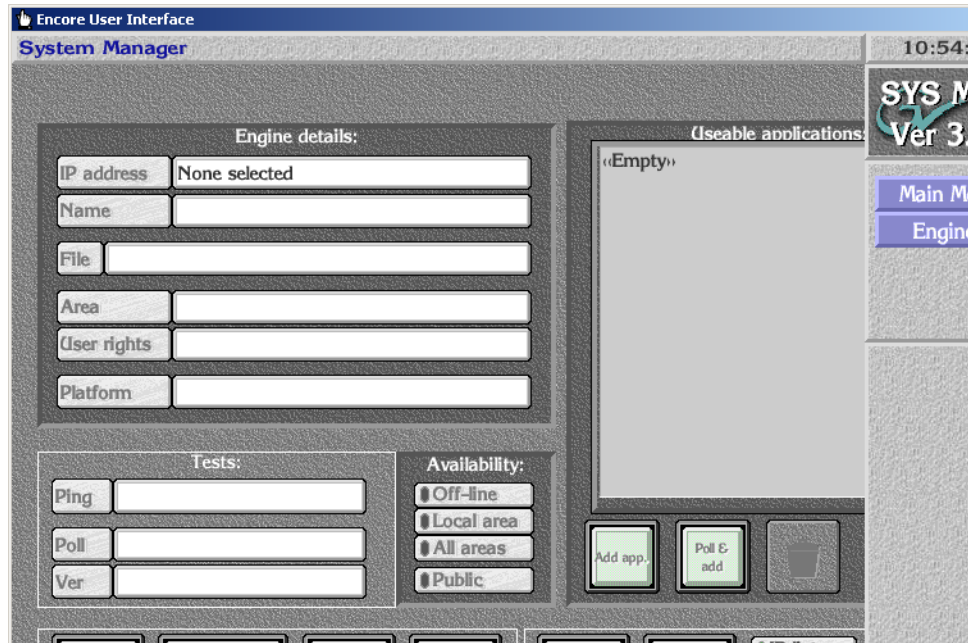 Encore User Interface
System Manager
10:54:
SYS M
Ver 3.
Engine details:
Useable applications:
IP address None selected
«Empty»
Name
Main Me
Engine
File
Area
User rights
Platform
Tests:
Availability:
Ping
Off-line
Local area
Poll
All areas
Ver
Public
Add app.
Poll &
add